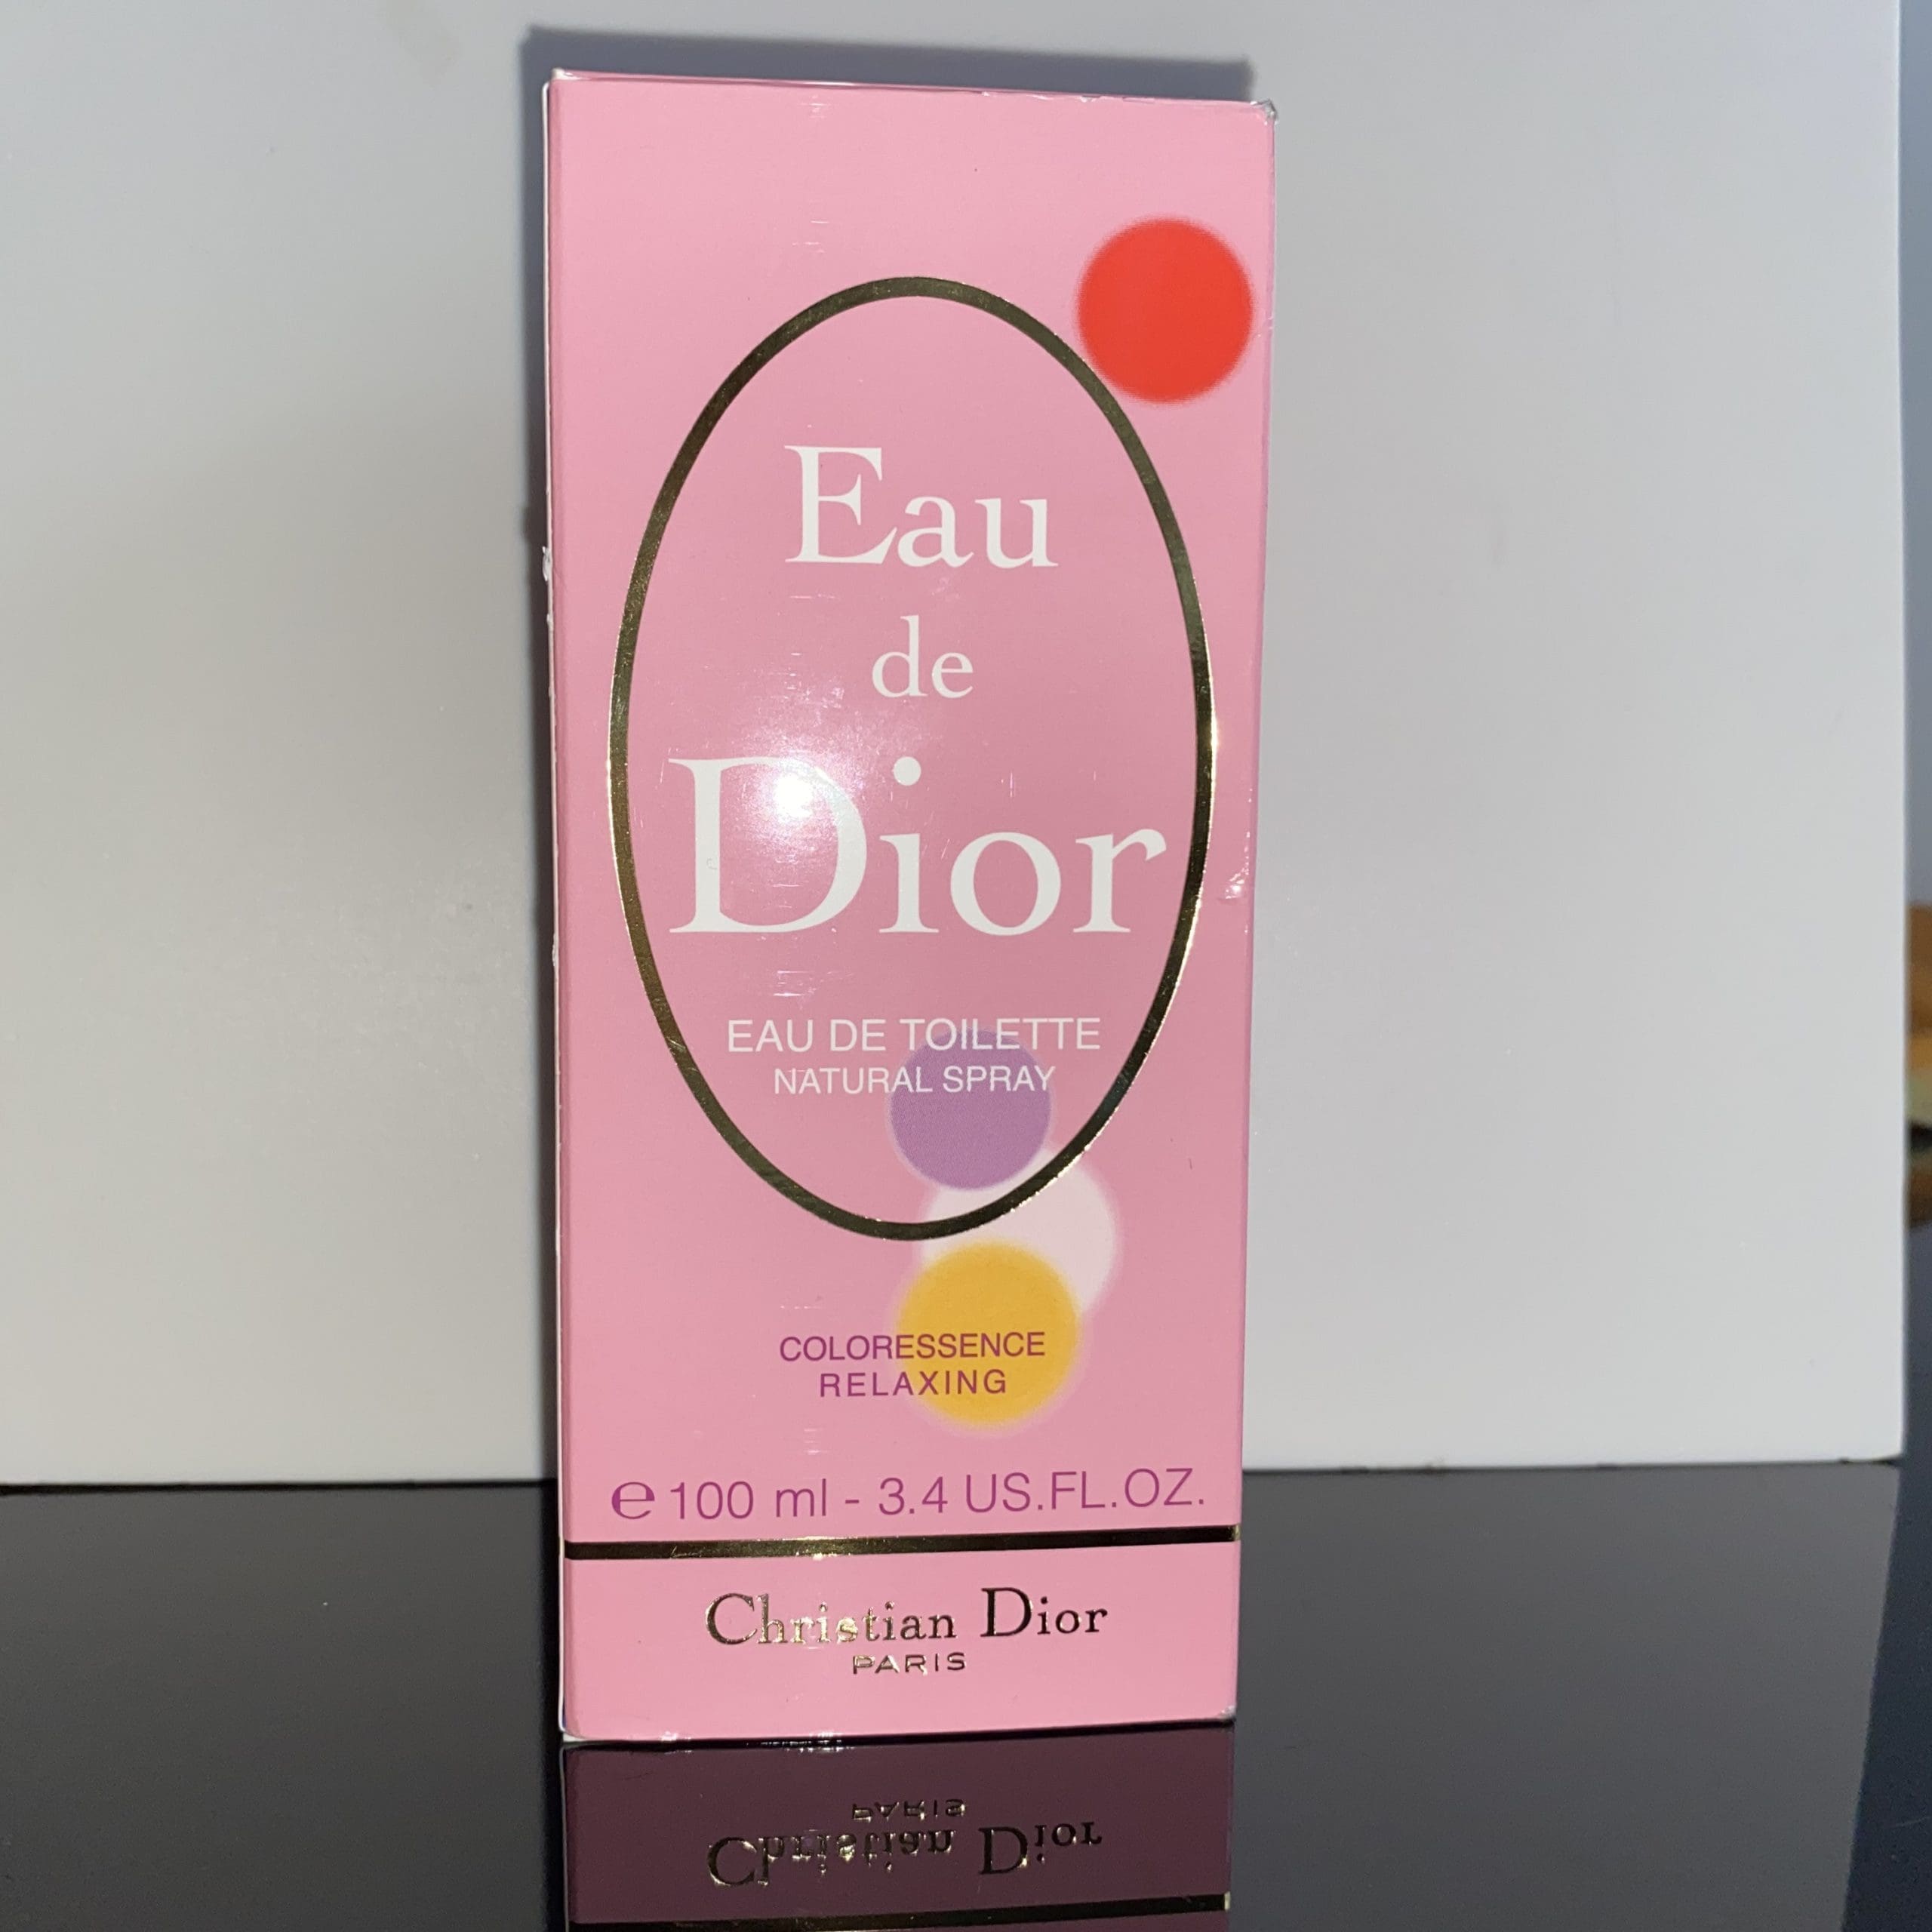 Eau
de
Dior
EAU DE TOILETTE
NATURAL SPRAY
COLORESSENCE
RELAXING
℮ 100 ml - 3.4 US.FL.OZ.
Christian Dior
PARIS